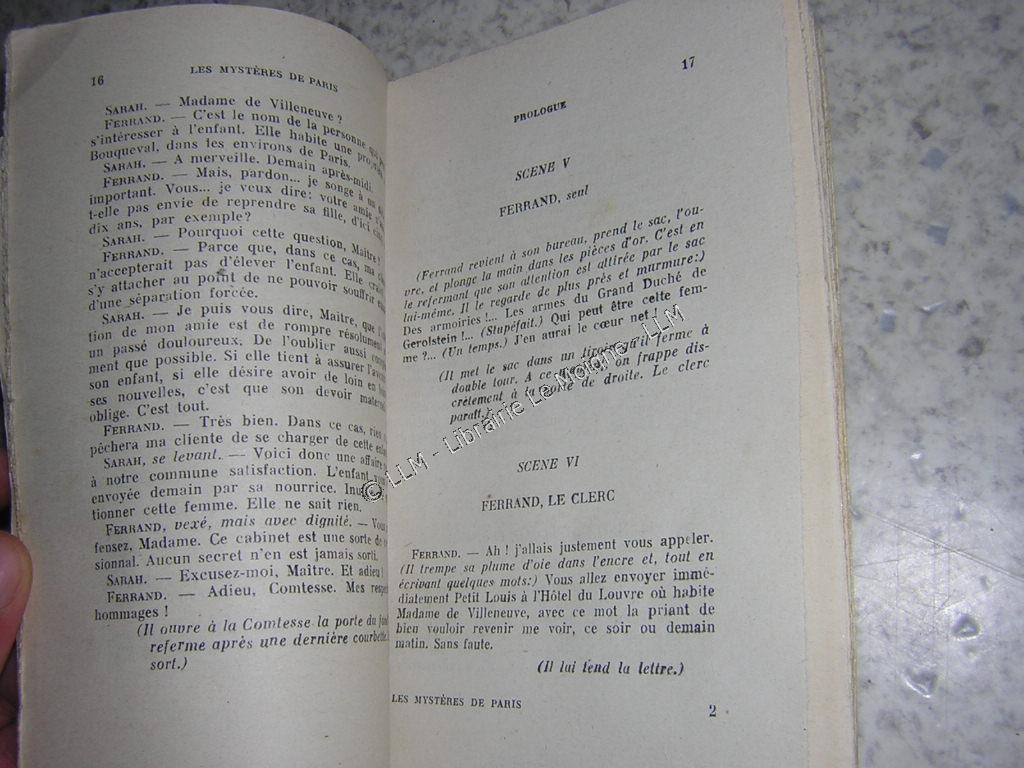 16
LES MYSTÈRES DE PARIS
SARAH. — Madame de Villeneuve ?
FERRAND. — C'est le nom de la personne qui
s'intéresser à l'enfant. Elle habite une
Bouqueval, dans les environs de Paris.
SARAH. — A merveille. Demain après-midi.
FERRAND. — Mais, pardon... je songe à un
important. Vous... je veux dire: votre amie
t-elle pas envie de reprendre sa fille, d'ici
dix ans, par exemple?
SARAH. — Pourquoi cette question, Maître ?
FERRAND. — Parce que, dans ce cas, ma
n'accepterait pas d'élever l'enfant. Elle
s'y attacher au point de ne pouvoir souffrir
d'une séparation forcée.
SARAH. — Je puis vous dire, Maître, que
tion de mon amie est de rompre résolument
un passé douloureux. De l'oublier aussi
ment que possible. Si elle tient à assurer
son enfant, si elle désire avoir de loin en
ses nouvelles, c'est que son devoir
oblige. C'est tout.
FERRAND. — Très bien. Dans ce cas, rien
pêchera ma cliente de se charger de cette
SARAH, se levant. — Voici donc une affaire
à notre commune satisfaction. L'enfant
envoyée demain par sa nourrice.
tionner cette femme. Elle ne sait rien.
FERRAND, vexé, mais avec dignité. —
fensez, Madame. Ce cabinet est une sorte de
sionnal. Aucun secret n'en est jamais sorti.
SARAH. — Excusez-moi, Maître. Et adieu !
FERRAND. — Adieu, Comtesse. Mes
hommages !
(Il ouvre à la Comtesse la porte du
referme après une dernière courbette.
sort.)
17
PROLOGUE
SCENE V
FERRAND, seul
(Ferrand revient à son bureau, prend le sac, l'ou-
vre, et plonge la main dans les pièces d'or. C'est en
le refermant que son attention est attirée par le sac
lui-même. Il le regarde de plus près et murmure:)
Des armoiries !... Les armes du Grand Duché de
Gerolstein !... (Stupéfait.) Qui peut être cette fem-
me ?... (Un temps.) J'en aurai le cœur net !
(Il met le sac dans un tiroir qu'il ferme à
double tour. A ce moment on frappe dis-
crètement à la porte de droite. Le clerc
paraît.)
SCENE VI
FERRAND, LE CLERC
FERRAND. — Ah ! j'allais justement vous appeler.
(Il trempe sa plume d'oie dans l'encre et, tout en
écrivant quelques mots:) Vous allez envoyer immé-
diatement Petit Louis à l'Hôtel du Louvre où habite
Madame de Villeneuve, avec ce mot la priant de
bien vouloir revenir me voir, ce soir ou demain
matin. Sans faute.
(Il lui tend la lettre.)
LES MYSTÈRES DE PARIS
2
© LLM - Librairie Le Moione - LLM